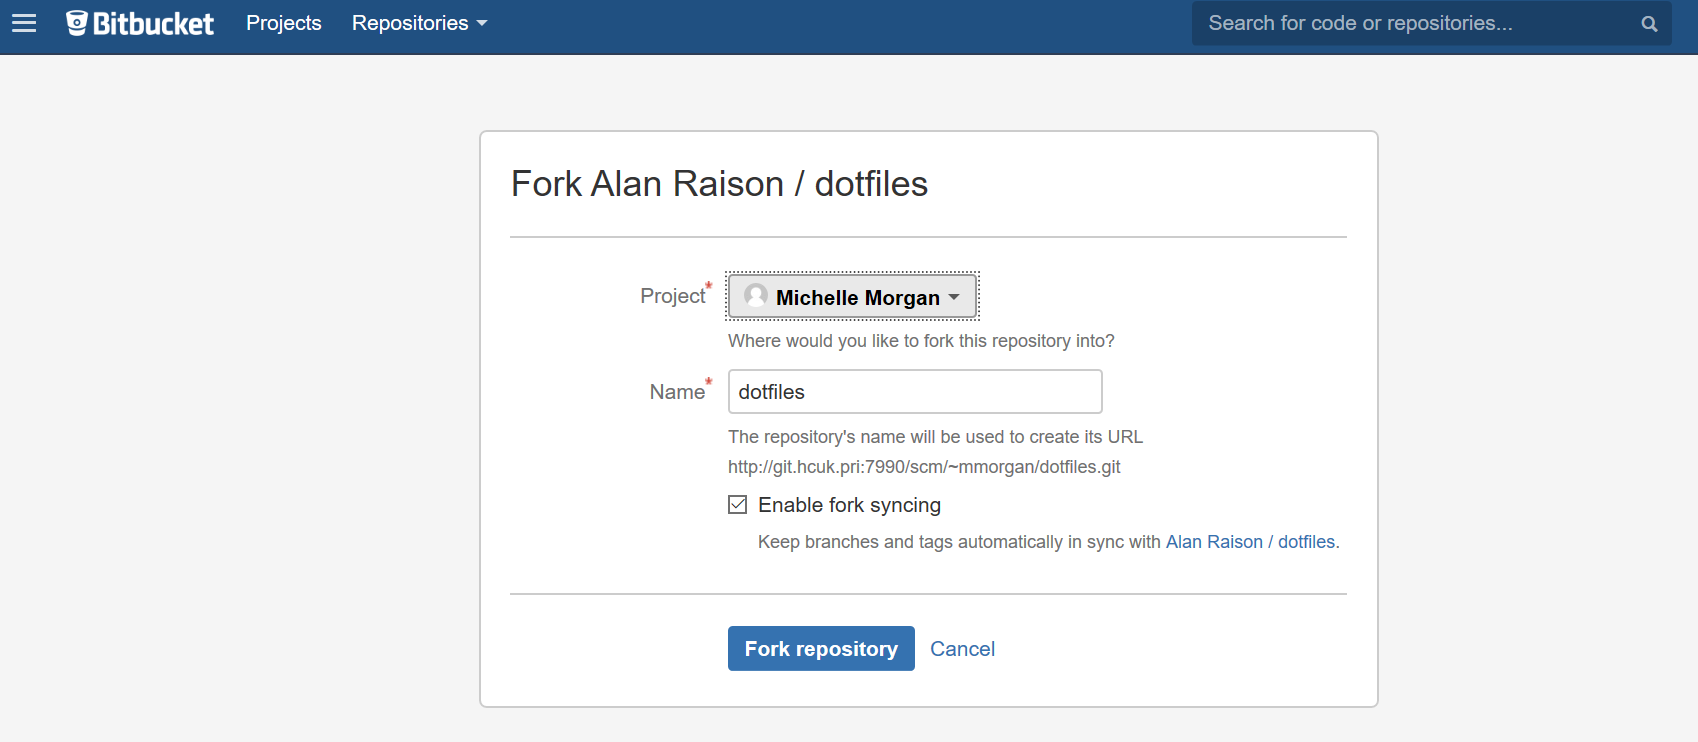 Bitbucket Projects Repositories Search for code or repositories...
Fork Alan Raison / dotfiles
Project* Michelle Morgan
Where would you like to fork this repository into?
Name* dotfiles
The repository's name will be used to create its URL
http://git.hcuk.pri:7990/scm/~mmorgan/dotfiles.git
Enable fork syncing
Keep branches and tags automatically in sync with Alan Raison / dotfiles.
Fork repository Cancel